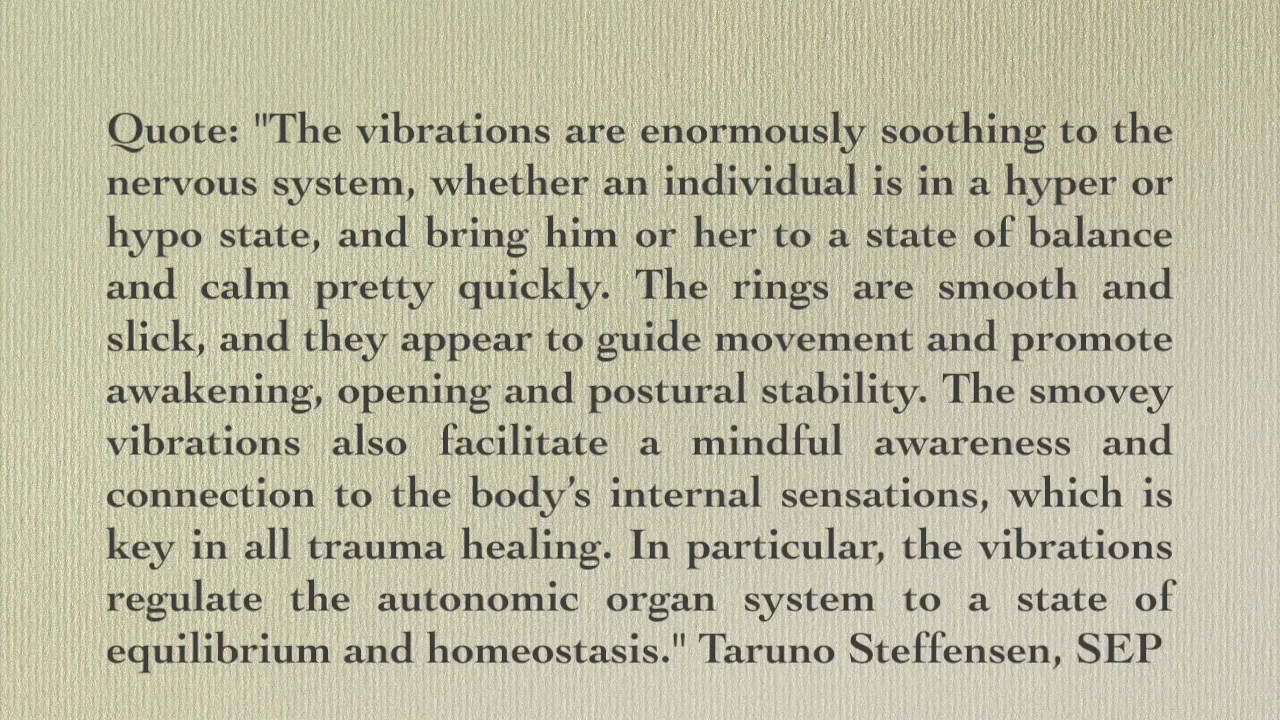 Quote: "The vibrations are enormously soothing to the
nervous system, whether an individual is in a hyper or
hypo state, and bring him or her to a state of balance
and calm pretty quickly. The rings are smooth and
slick, and they appear to guide movement and promote
awakening, opening and postural stability. The smovey
vibrations also facilitate a mindful awareness and
connection to the body’s internal sensations, which is
key in all trauma healing. In particular, the vibrations
regulate the autonomic organ system to a state of
equilibrium and homeostasis." Taruno Steffensen, SEP